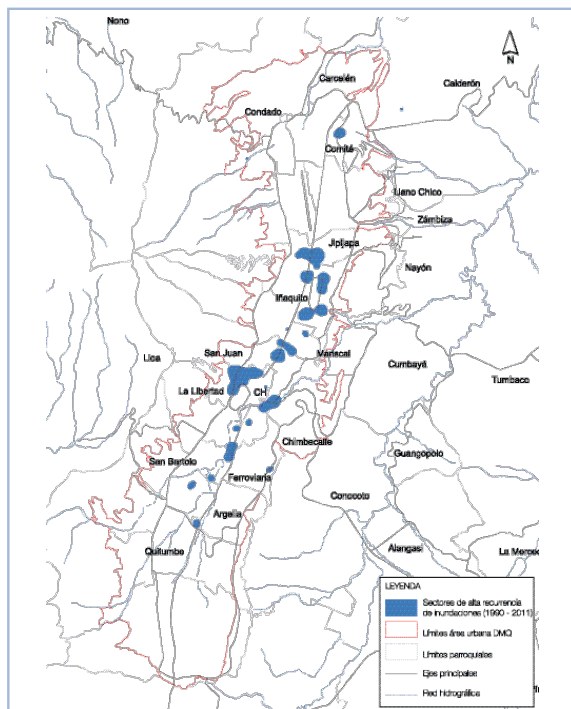 Nono
N
Carcelén
Calderón
Condado
Comité
Llano Chico
Zámbiza
Jipijapa
Nayón
Iñaquito
San Juan
Mariscal
Lloa
Cumbayá
Tumbaco
La Libertad
CH
Chimbecalle
Guangopolo
San Bartolo
Ferroviaria
Conocoto
Argelia
Quitumbe
Alangasí
La Merced
LEYENDA
Sectores de alta recurrencia
de inundaciones (1990 - 2011)
Límites área urbana DMQ
Límites parroquiales
Ejes principales
Red hidrográfica